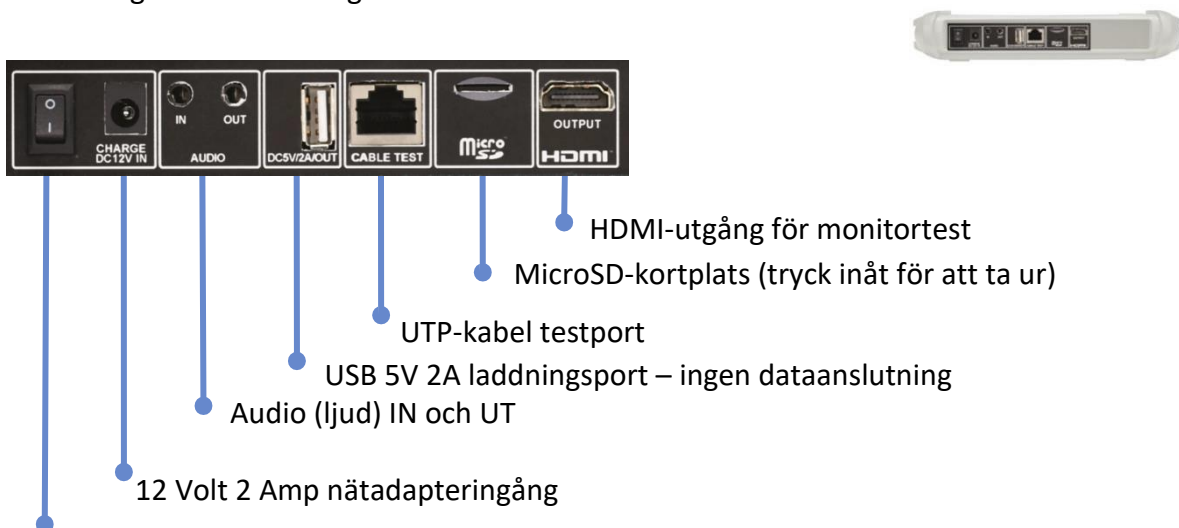 IN
OUT
OUTPUT
CHARGE
DC12V IN
AUDIO
DC5V/2A/OUT
CABLE TEST
Micro
SD
HDMI
HDMI-utgång för monitortest
MicroSD-kortplats (tryck inåt för att ta ur)
UTP-kabel testport
USB 5V 2A laddningsport – ingen dataanslutning
Audio (ljud) IN och UT
12 Volt 2 Amp nätadapteringång